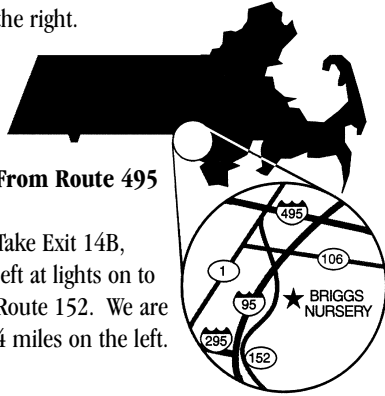 the right.
From Route 495
Take Exit 14B,
left at lights on to
Route 152. We are
4 miles on the left.
495
106
1
95
BRIGGS
NURSERY
295
152